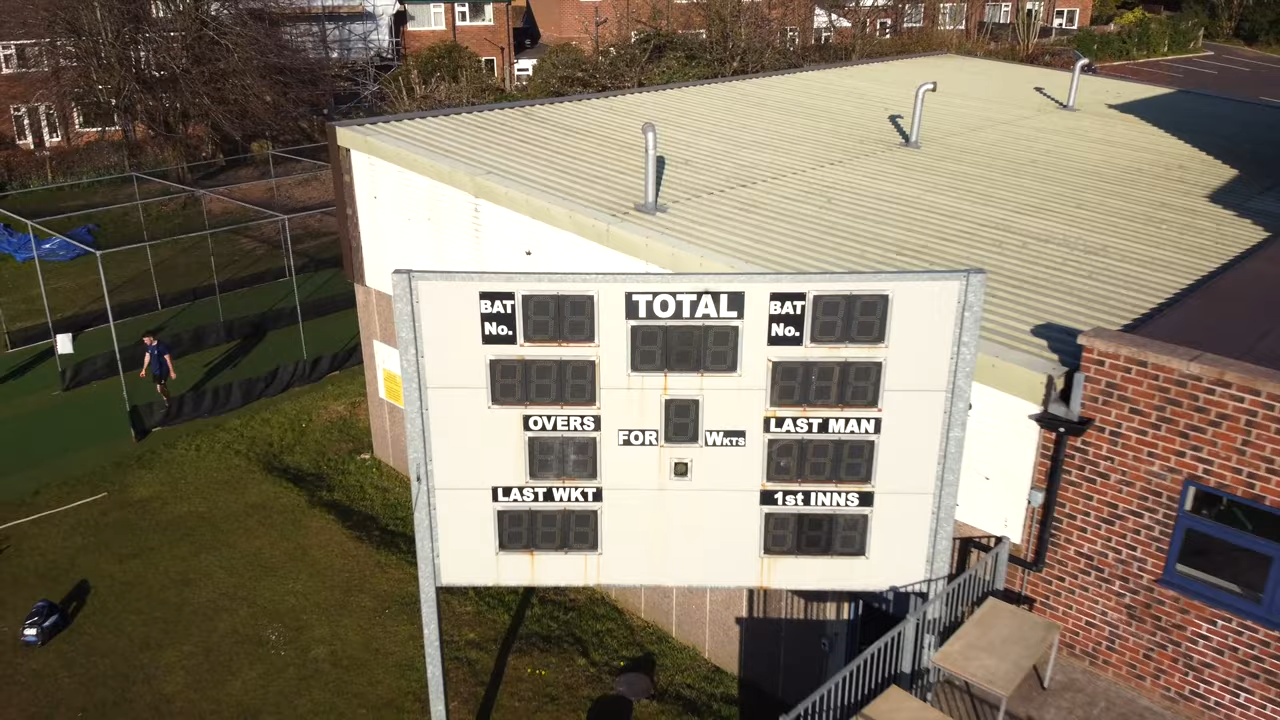 BAT
No.
TOTAL
BAT
No.
OVERS
FOR
WKTS
LAST MAN
LAST WKT
1st INNS